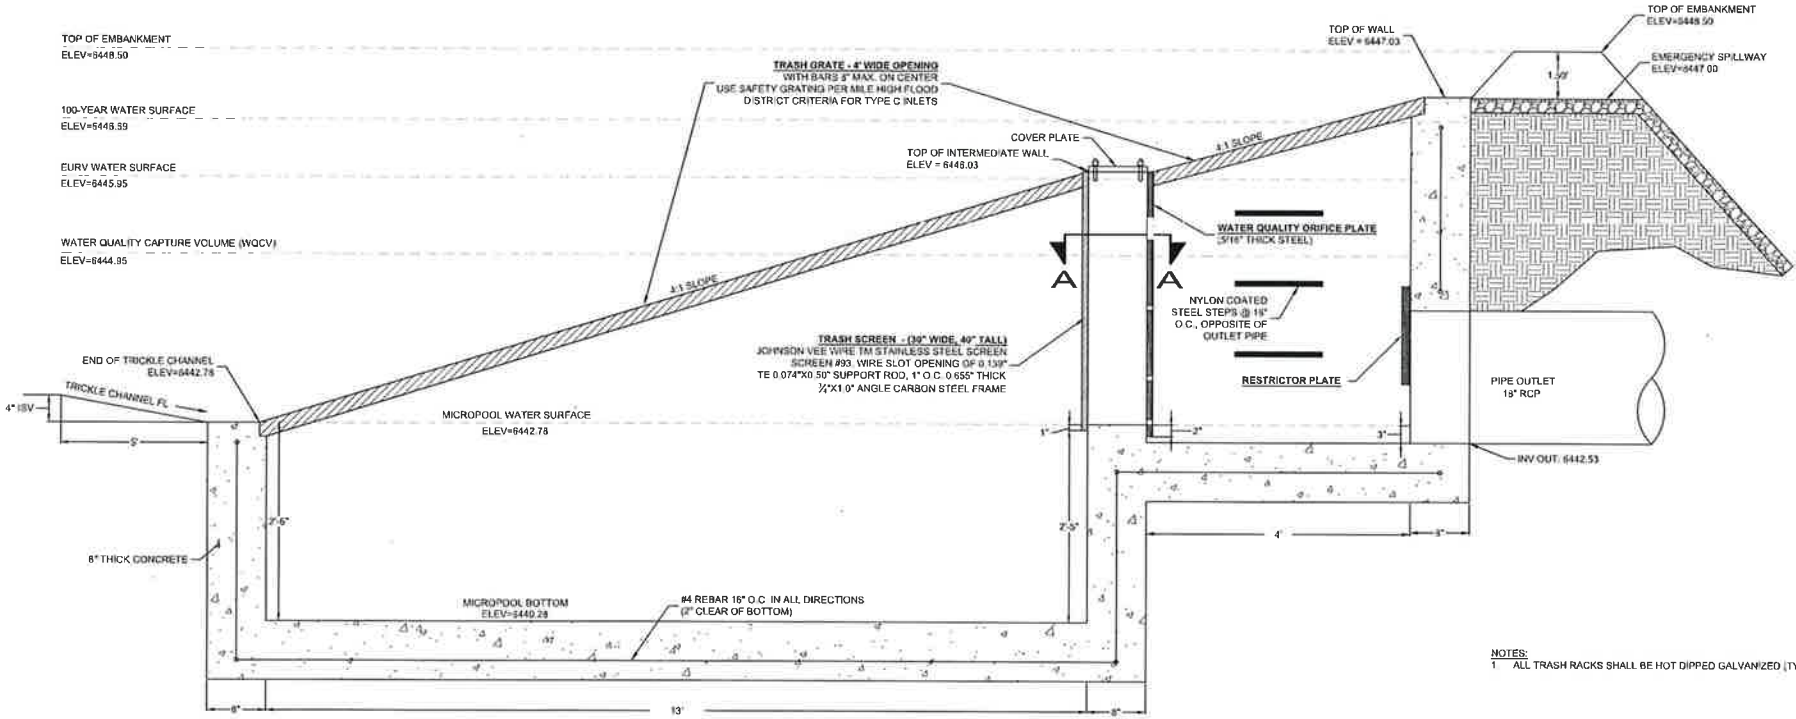 TOP OF EMBANKMENT
ELEV=6448.50
100-YEAR WATER SURFACE
ELEV=6446.69
EURV WATER SURFACE
ELEV=6445.95
WATER QUALITY CAPTURE VOLUME (WQCV)
ELEV=6444.95
TRASH GRATE - 4' WIDE OPENING
WITH BARS 5" MAX. ON CENTER
USE SAFETY GRATING PER MILE HIGH FLOOD
DISTRICT CRITERIA FOR TYPE C INLETS
COVER PLATE
TOP OF INTERMEDIATE WALL
ELEV = 6446.03
TOP OF WALL
ELEV = 6447.03
TOP OF EMBANKMENT
ELEV=6448.50
EMERGENCY SPILLWAY
ELEV=6447.00
1.50'
4:1 SLOPE
4:1 SLOPE
WATER QUALITY ORIFICE PLATE
(5/16" THICK STEEL)
A
A
NYLON COATED
STEEL STEPS @ 16"
O.C., OPPOSITE OF
OUTLET PIPE
RESTRICTOR PLATE
TRASH SCREEN - (30" WIDE, 40" TALL)
JOHNSON VEE WIRE TM STAINLESS STEEL SCREEN
SCREEN #93, WIRE SLOT OPENING OF 0.139"
TE 0.074"X0.50" SUPPORT ROD, 1" O.C. 0.655" THICK
¾"X1.0" ANGLE CARBON STEEL FRAME
PIPE OUTLET
18" RCP
INV OUT: 6442.53
END OF TRICKLE CHANNEL
ELEV=6442.78
TRICKLE CHANNEL FL
4" ISV
5'
MICROPOOL WATER SURFACE
ELEV=6442.78
1"
2"
3"
2'-6"
2'-5"
4'
8"
8" THICK CONCRETE
MICROPOOL BOTTOM
ELEV=6440.28
#4 REBAR 16" O.C. IN ALL DIRECTIONS
(2" CLEAR OF BOTTOM)
8"
13'
8"
NOTES:
1 ALL TRASH RACKS SHALL BE HOT DIPPED GALVANIZED (TY